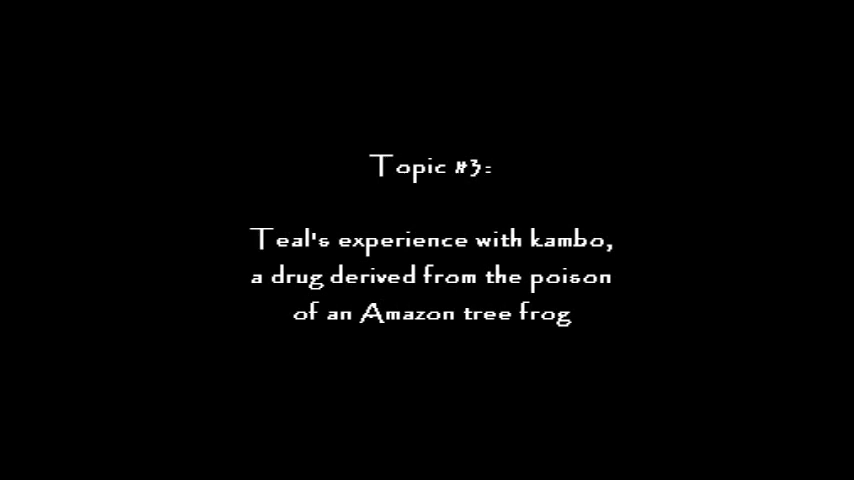 Topic #3:
Teal's experience with kambo,
a drug derived from the poison
of an Amazon tree frog